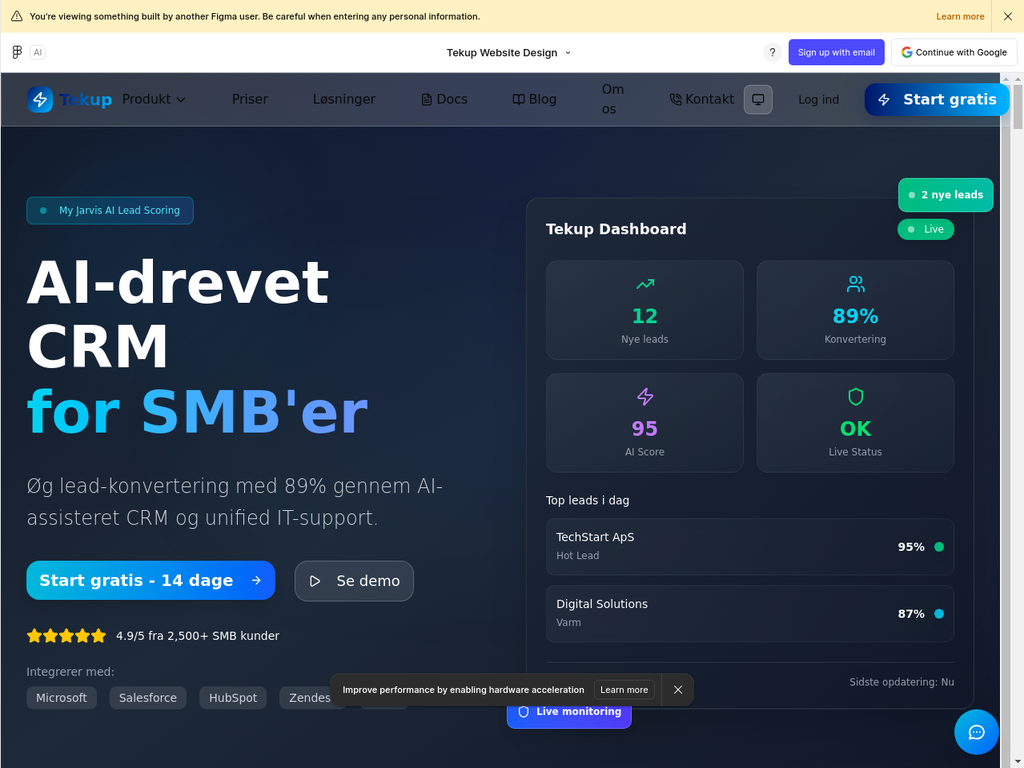 You're viewing something built by another Figma user. Be careful when entering any personal information.
Learn more
AI
Tekup Website Design
?
Sign up with email
Continue with Google
Tekup
Produkt
Priser
Løsninger
Docs
Blog
Om
os
Kontakt
Log ind
Start gratis
My Jarvis AI Lead Scoring
AI-drevet
CRM
for SMB'er
Øg lead-konvertering med 89% gennem AI-
assisteret CRM og unified IT-support.
Start gratis - 14 dage
Se demo
4.9/5 fra 2,500+ SMB kunder
Integrerer med:
Microsoft
Salesforce
HubSpot
2 nye leads
Tekup Dashboard
Live
12
Nye leads
89%
Konvertering
95
AI Score
OK
Live Status
Top leads i dag
TechStart ApS
Hot Lead
95%
Digital Solutions
Varm
87%
Sidste opdatering: Nu
Improve performance by enabling hardware acceleration
Learn more
Live monitoring